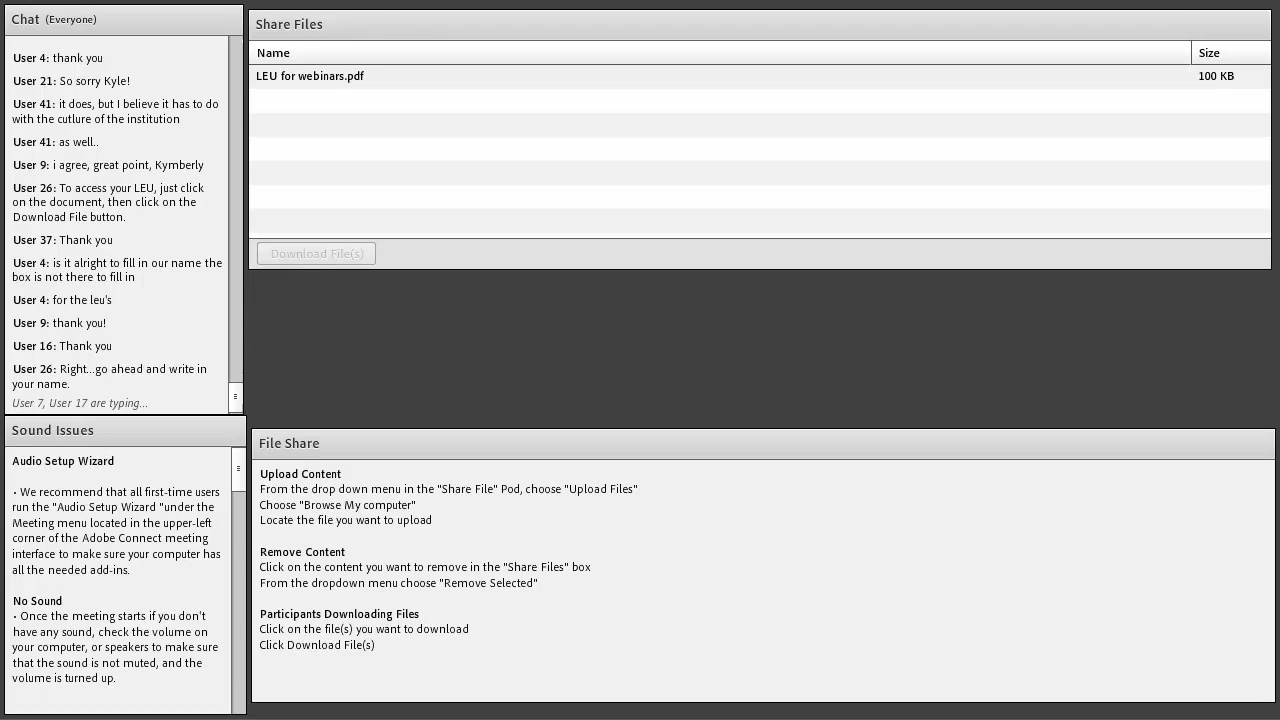 Chat (Everyone)
User 4: thank you
User 21: So sorry Kyle!
User 41: it does, but I believe it has to do
with the cutlure of the institution
User 41: as well..
User 9: i agree, great point, Kymberly
User 26: To access your LEU, just click
on the document, then click on the
Download File button.
User 37: Thank you
User 4: is it alright to fill in our name the
box is not there to fill in
User 4: for the leu's
User 9: thank you!
User 16: Thank you
User 26: Right...go ahead and write in
your name.
User 7, User 17 are typing...
Sound Issues
Audio Setup Wizard
• We recommend that all first-time users
run the "Audio Setup Wizard "under the
Meeting menu located in the upper-left
corner of the Adobe Connect meeting
interface to make sure your computer has
all the needed add-ins.
No Sound
• Once the meeting starts if you don't
have any sound, check the volume on
your computer, or speakers to make sure
that the sound is not muted, and the
volume is turned up.
Share Files
Name Size
LEU for webinars.pdf 100 KB
Download File(s)
File Share
Upload Content
From the drop down menu in the "Share File" Pod, choose "Upload Files"
Choose "Browse My computer"
Locate the file you want to upload
Remove Content
Click on the content you want to remove in the "Share Files" box
From the dropdown menu choose "Remove Selected"
Participants Downloading Files
Click on the file(s) you want to download
Click Download File(s)